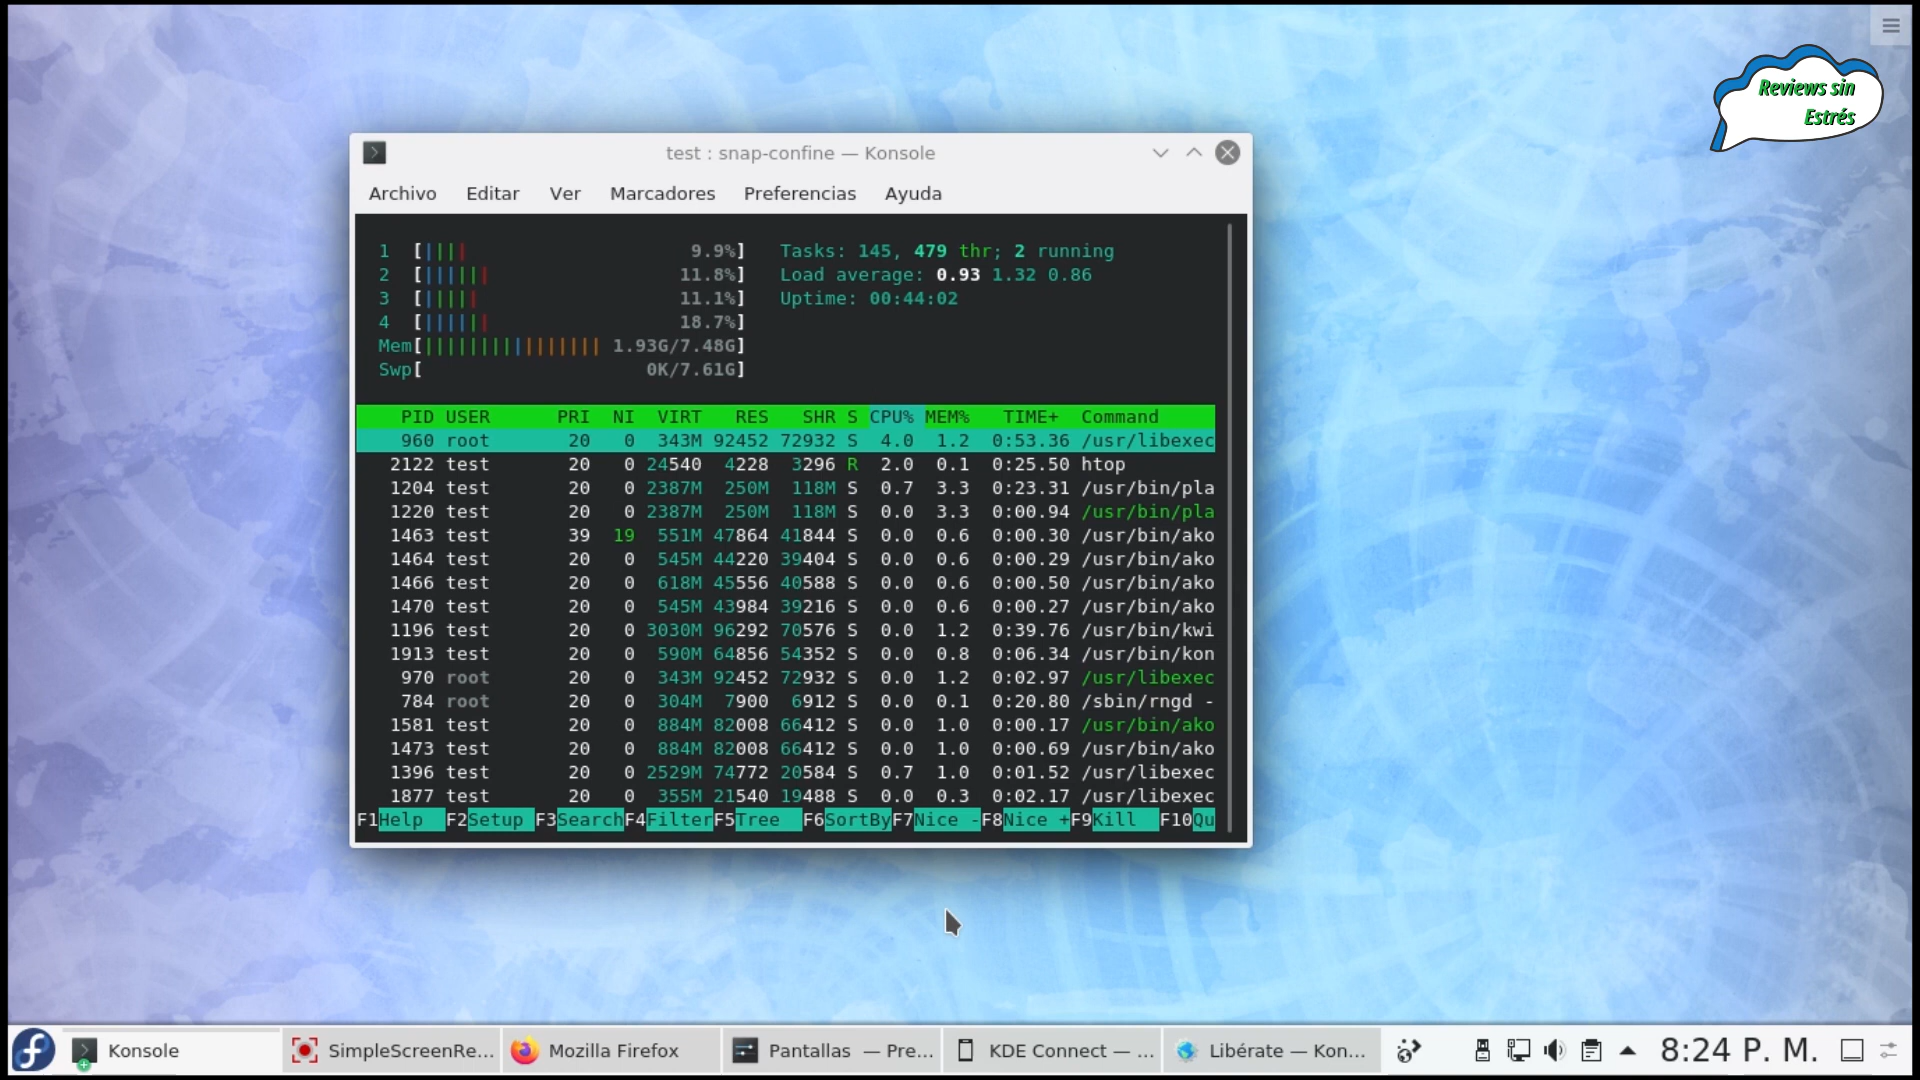 Reviews sin
Estrés
test : snap-confine — Konsole
Archivo Editar Ver Marcadores Preferencias Ayuda
1 [||||  9.9%] Tasks: 145, 479 thr; 2 running
2 [|||||| 11.8%] Load average: 0.93 1.32 0.86
3 [||||| 11.1%] Uptime: 00:44:02
4 [|||||| 18.7%]
Mem[|||||||||||||||| 1.93G/7.48G]
Swp[ 0K/7.61G]
PID USER PRI NI VIRT RES SHR S CPU% MEM% TIME+ Command
960 root 20 0 343M 92452 72932 S 4.0 1.2 0:53.36 /usr/libexec
2122 test 20 0 24540 4228 3296 R 2.0 0.1 0:25.50 htop
1204 test 20 0 2387M 250M 118M S 0.7 3.3 0:23.31 /usr/bin/pla
1220 test 20 0 2387M 250M 118M S 0.0 3.3 0:00.94 /usr/bin/pla
1463 test 39 19 551M 47864 41844 S 0.0 0.6 0:00.30 /usr/bin/ako
1464 test 20 0 545M 44220 39404 S 0.0 0.6 0:00.29 /usr/bin/ako
1466 test 20 0 618M 45556 40588 S 0.0 0.6 0:00.50 /usr/bin/ako
1470 test 20 0 545M 43984 39216 S 0.0 0.6 0:00.27 /usr/bin/ako
1196 test 20 0 3030M 96292 70576 S 0.0 1.2 0:39.76 /usr/bin/kwi
1913 test 20 0 590M 64856 54352 S 0.0 0.8 0:06.34 /usr/bin/kon
970 root 20 0 343M 92452 72932 S 0.0 1.2 0:02.97 /usr/libexec
784 root 20 0 304M 7900 6912 S 0.0 0.1 0:20.80 /sbin/rngd -
1581 test 20 0 884M 82008 66412 S 0.0 1.0 0:00.17 /usr/bin/ako
1473 test 20 0 884M 82008 66412 S 0.0 1.0 0:00.69 /usr/bin/ako
1396 test 20 0 2529M 74772 20584 S 0.7 1.0 0:01.52 /usr/libexec
1877 test 20 0 355M 21540 19488 S 0.0 0.3 0:02.17 /usr/libexec
F1Help F2Setup F3SearchF4FilterF5Tree F6SortByF7Nice -F8Nice +F9Kill F10Qu
Konsole SimpleScreenRe... Mozilla Firefox Pantallas — Pre... KDE Connect — ... Libérate — Kon... 8:24 P. M.